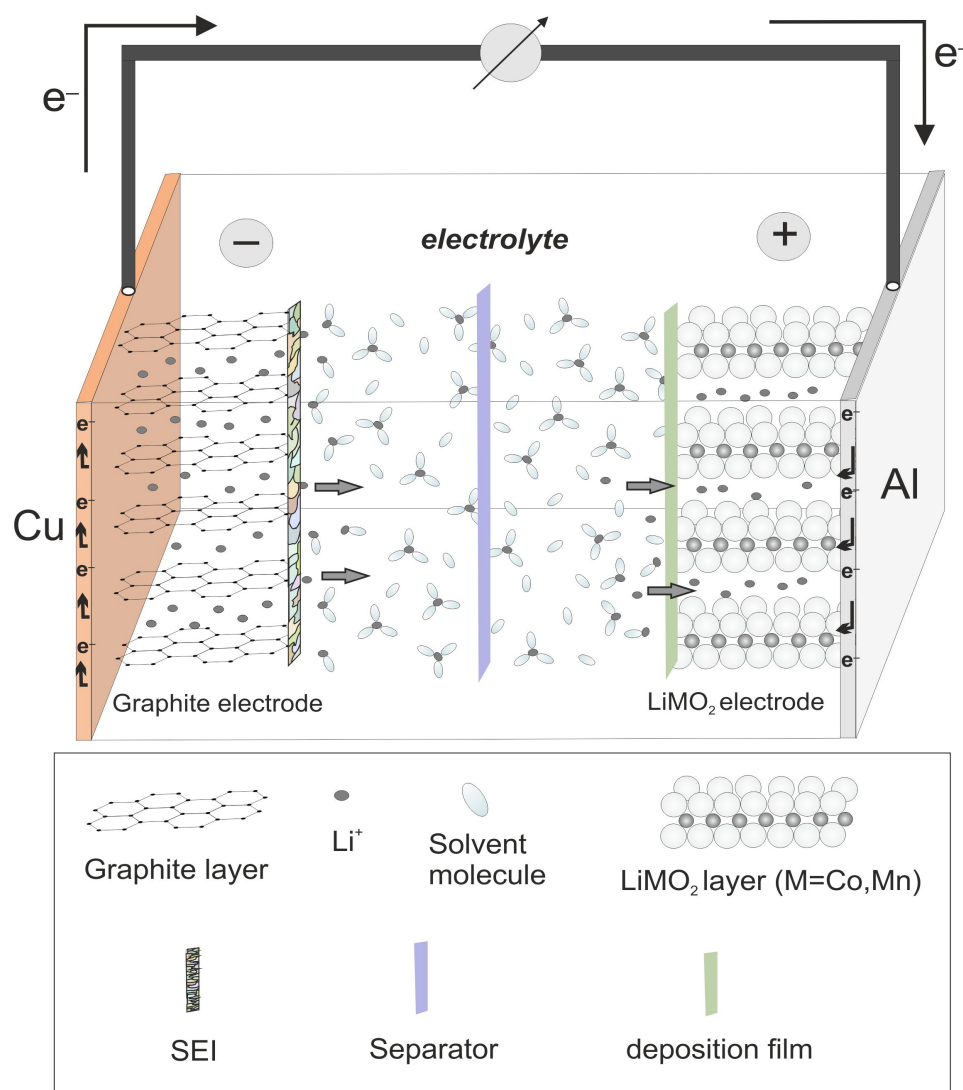 e⁻
e⁻
−
electrolyte
+
e⁻
e⁻
e⁻
e⁻
e⁻
e⁻
e⁻
e⁻
Cu
Al
Graphite electrode
LiMO₂ electrode
Graphite layer
Li⁺
Solvent
molecule
LiMO₂ layer (M=Co,Mn)
SEI
Separator
deposition film